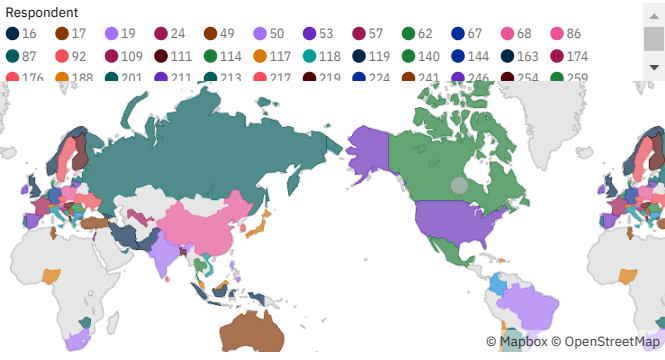 Respondent
16 17 19 24 49 50 53 57 62 67 68 86
87 92 109 111 114 117 118 119 140 144 163 174
176 188 201 211 213 217 219 224 241 246 254 259
© Mapbox © OpenStreetMap